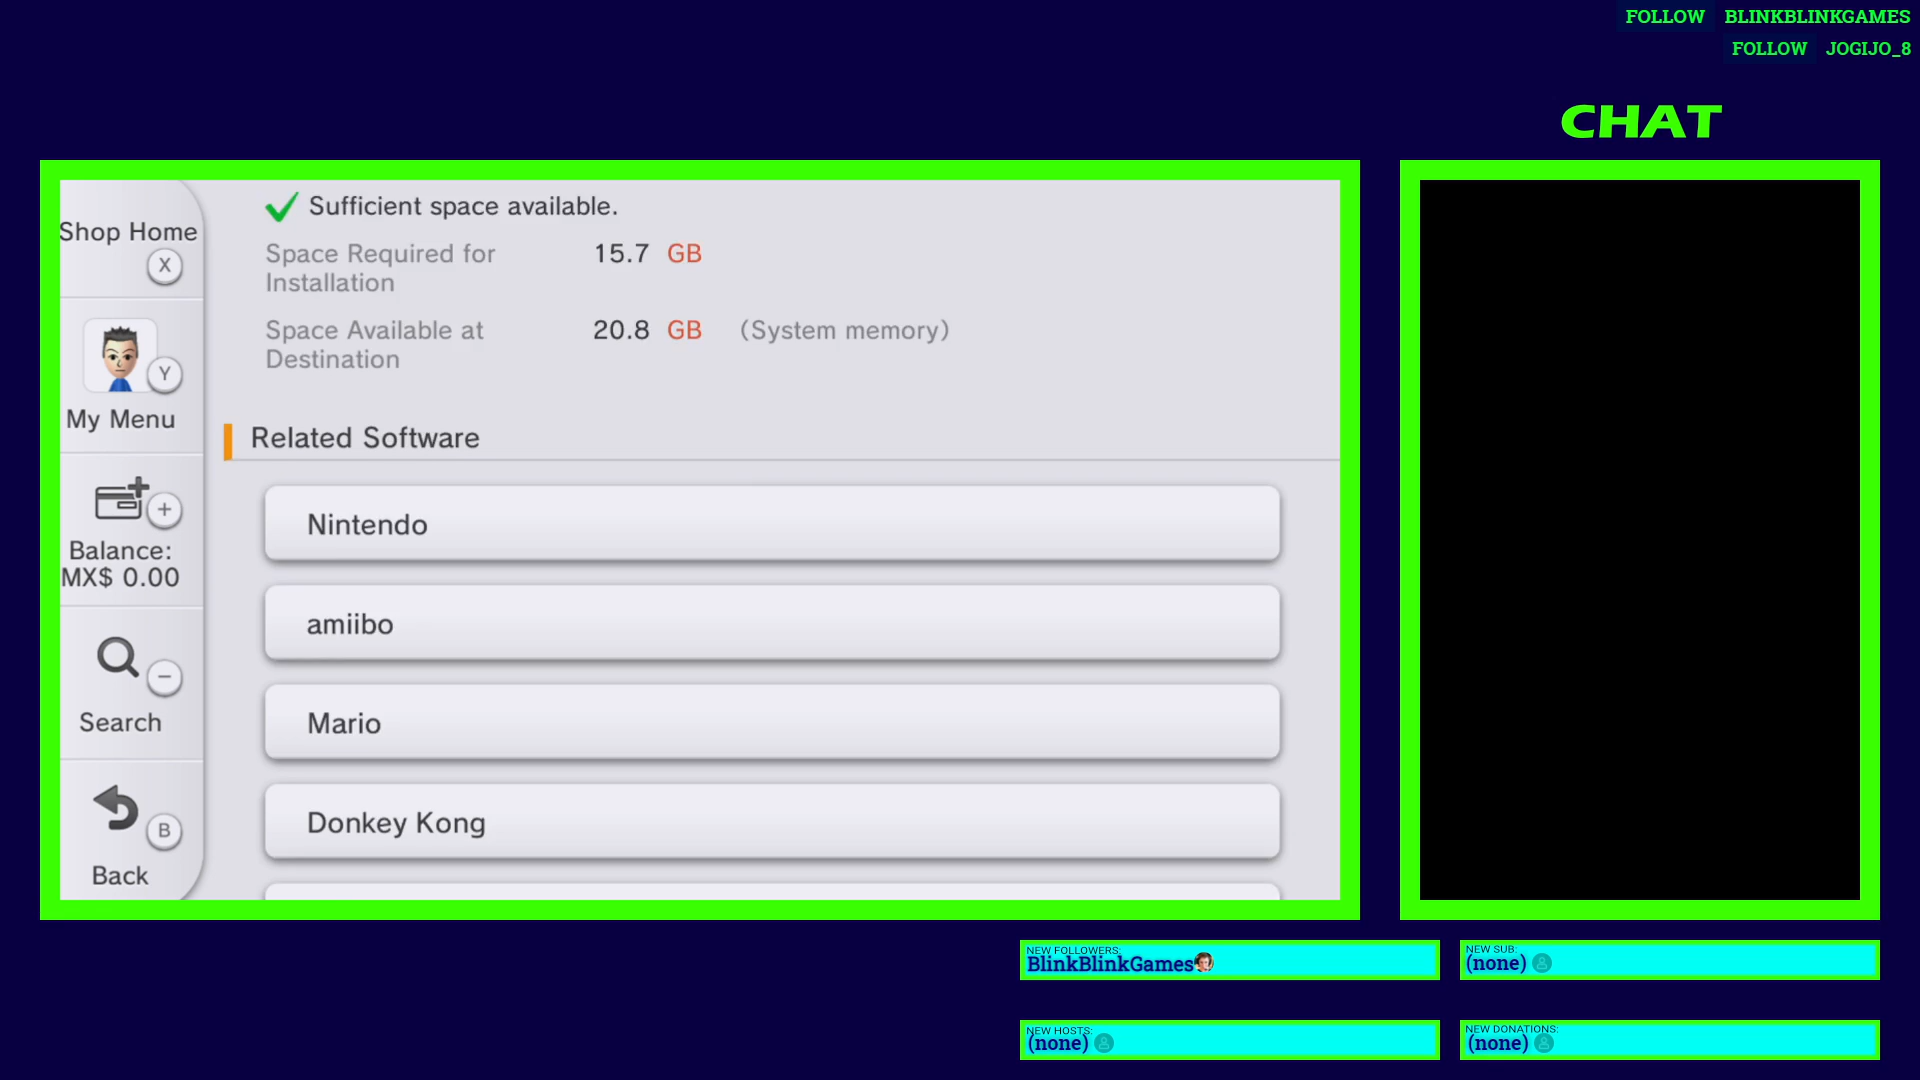 FOLLOW BLINKBLINKGAMES
FOLLOW JOGIJO_8
CHAT
Shop Home
X
Y
My Menu
+
Balance:
MX$ 0.00
−
Search
B
Back
Sufficient space available.
Space Required for
Installation
15.7 GB
Space Available at
Destination
20.8 GB (System memory)
Related Software
Nintendo
amiibo
Mario
Donkey Kong
NEW FOLLOWERS:
BlinkBlinkGames
NEW SUB:
(none)
NEW HOSTS:
(none)
NEW DONATIONS:
(none)